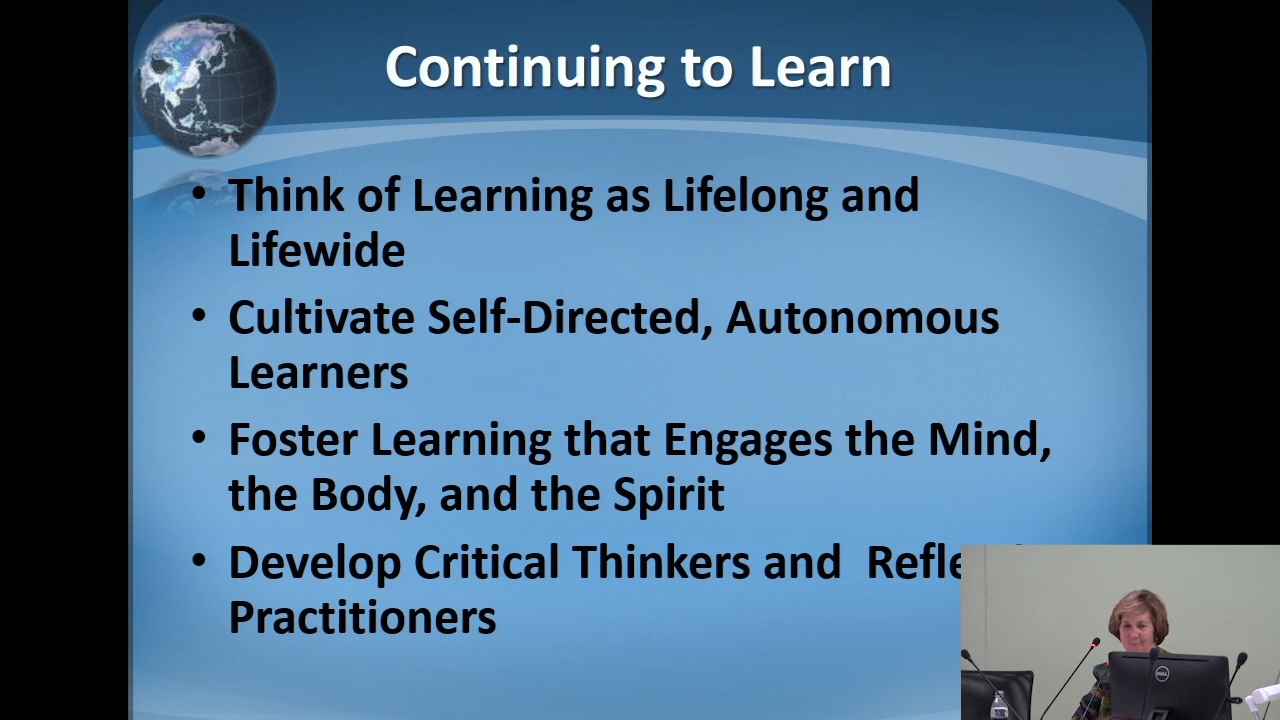 Continuing to Learn
• Think of Learning as Lifelong and
Lifewide
• Cultivate Self-Directed, Autonomous
Learners
• Foster Learning that Engages the Mind,
the Body, and the Spirit
• Develop Critical Thinkers and
Practitioners
DELL